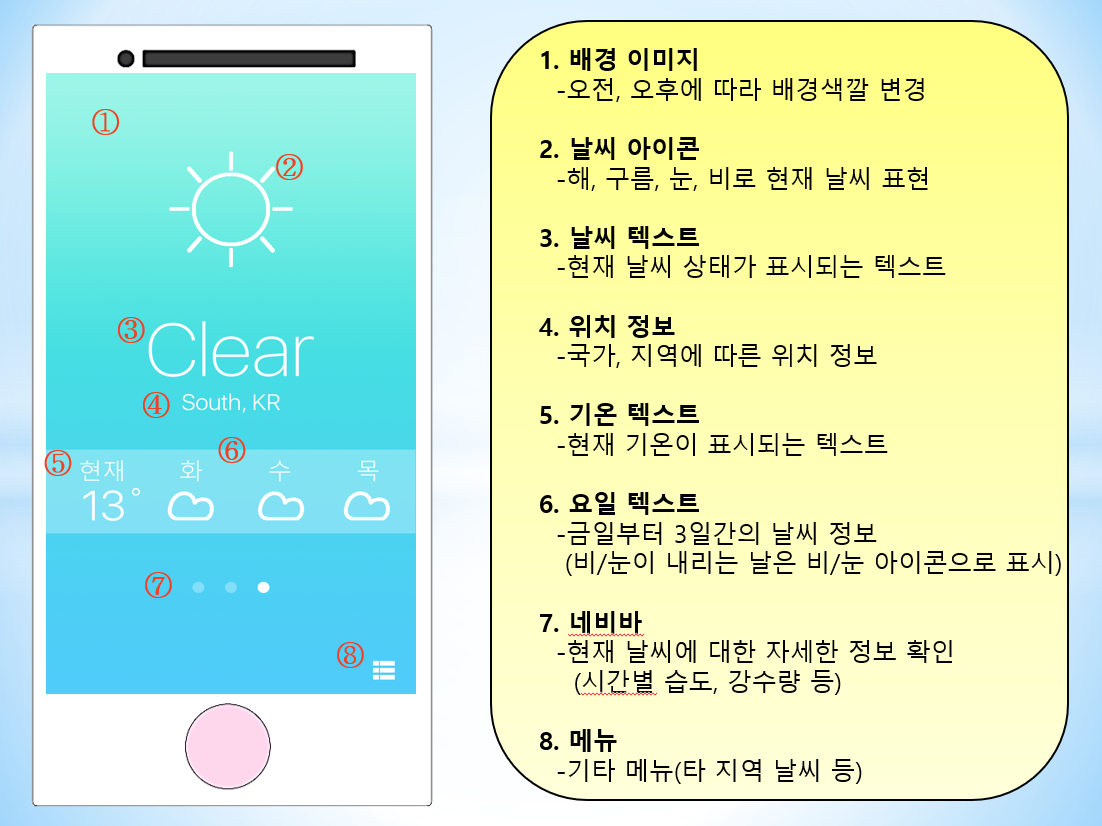 ①
②
③ Clear
④ South, KR
⑤ 현재 화 ⑥ 수 목
13°
⑦
⑧
1. 배경 이미지
-오전, 오후에 따라 배경색깔 변경
2. 날씨 아이콘
-해, 구름, 눈, 비로 현재 날씨 표현
3. 날씨 텍스트
-현재 날씨 상태가 표시되는 텍스트
4. 위치 정보
-국가, 지역에 따른 위치 정보
5. 기온 텍스트
-현재 기온이 표시되는 텍스트
6. 요일 텍스트
-금일부터 3일간의 날씨 정보
(비/눈이 내리는 날은 비/눈 아이콘으로 표시)
7. 네비바
-현재 날씨에 대한 자세한 정보 확인
(시간별 습도, 강수량 등)
8. 메뉴
-기타 메뉴(타 지역 날씨 등)